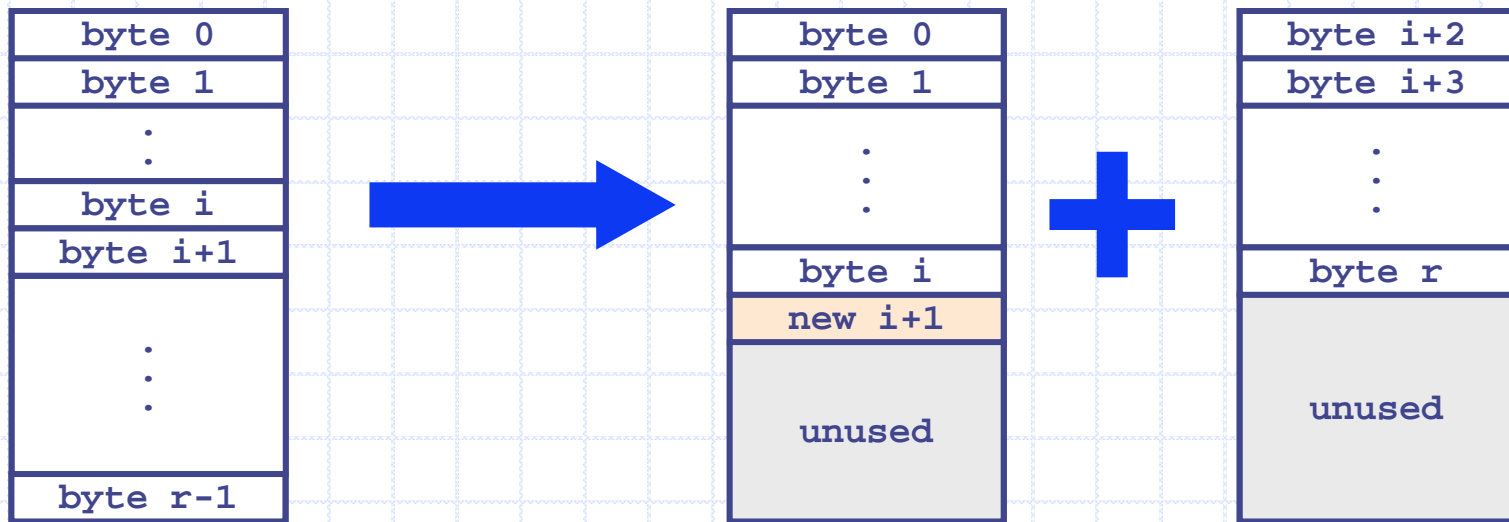 byte 0
byte 1
.
.
byte i
byte i+1
.
.
.
byte r-1
byte 0
byte 1
.
.
.
byte i
new i+1
unused
byte i+2
byte i+3
.
.
.
byte r
unused